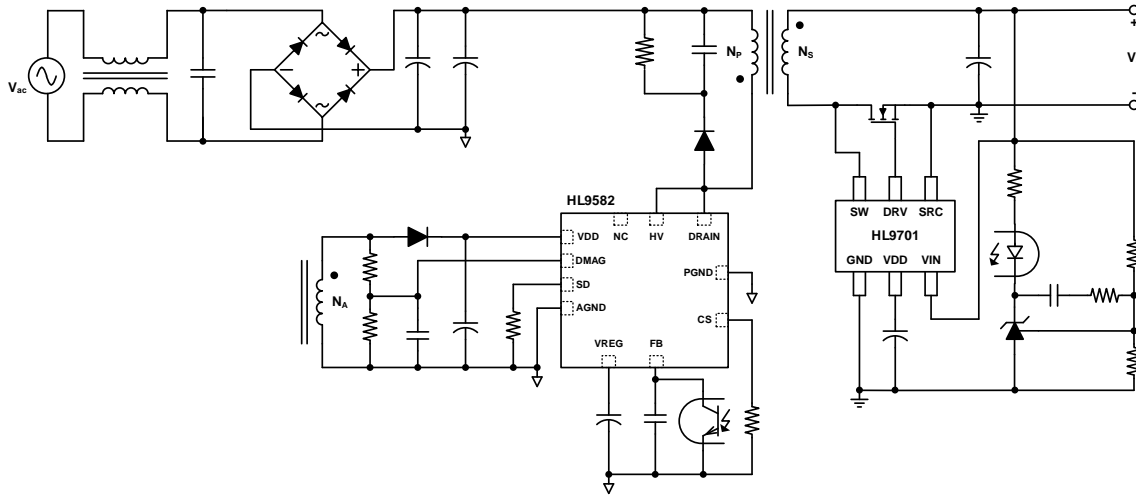 Vac
NP
NS
+
V
−
HL9582
NC
HV
DRAIN
VDD
DMAG
SD
AGND
PGND
CS
VREG
FB
NA
SW
DRV
SRC
HL9701
GND
VDD
VIN